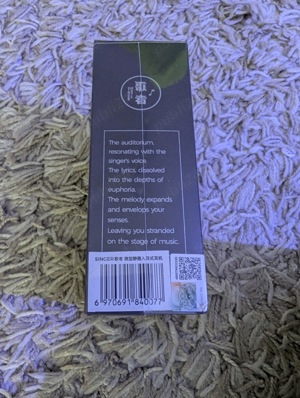 The auditorium,
resonating with the
singer's voice.
The lyrics, dissolved
into the depths of
euphoria.
The melody expands
and envelops your
senses.
Leaving you stranded
on the stage of music.
6 970691 840077